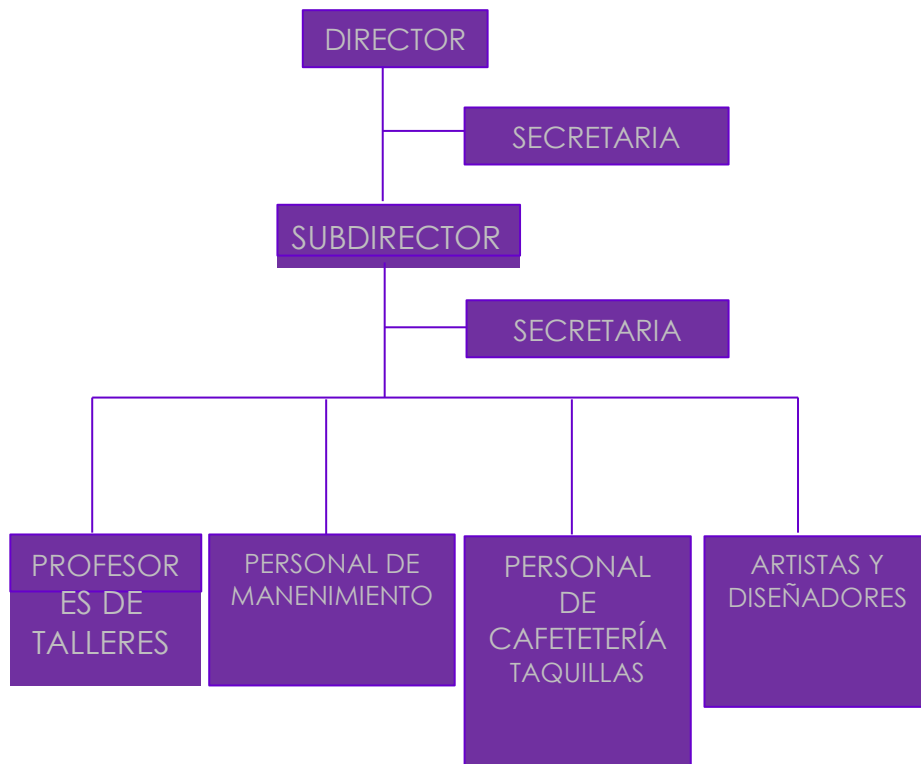 DIRECTOR
SECRETARIA
SUBDIRECTOR
SECRETARIA
PROFESOR
ES DE
TALLERES
PERSONAL DE
MANENIMIENTO
PERSONAL
DE
CAFETETERÍA
TAQUILLAS
ARTISTAS Y
DISEÑADORES